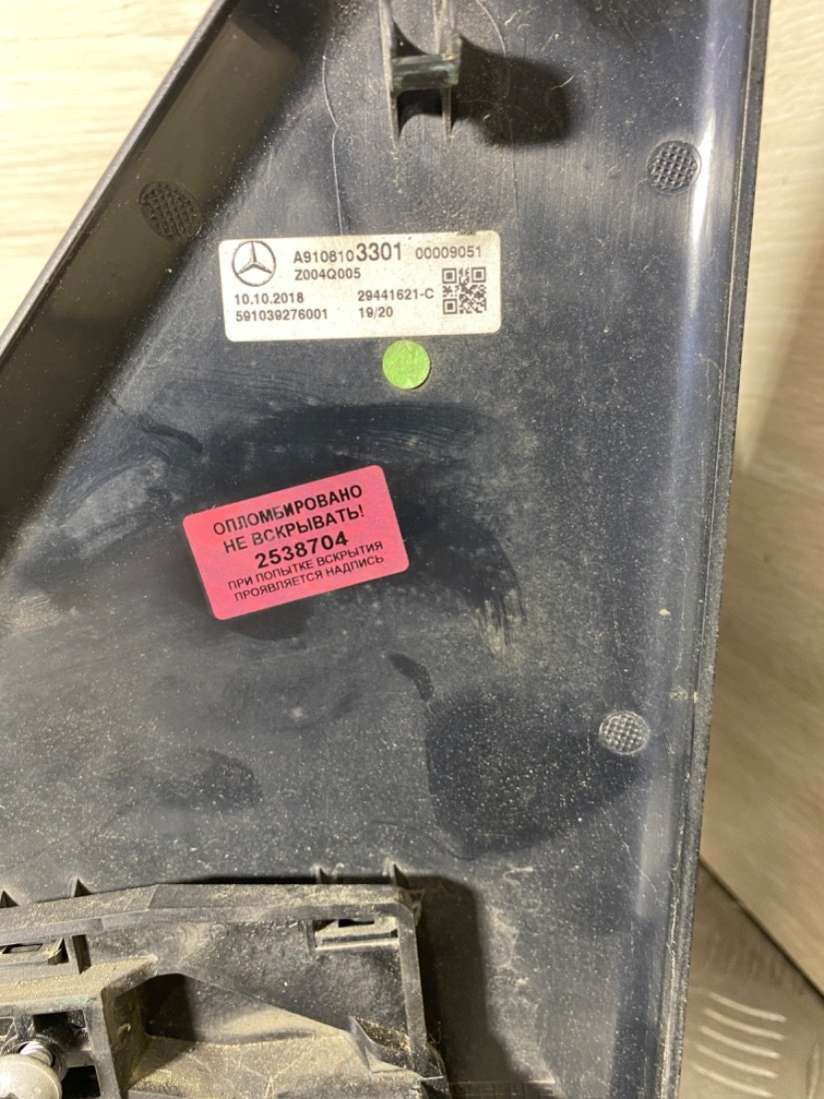 A9108103301 00009051
Z004Q005
10.10.2018 29441621-C
591039276001 19/20
ОПЛОМБИРОВАНО
НЕ ВСКРЫВАТЬ!
2538704
ПРИ ПОПЫТКЕ ВСКРЫТИЯ
ПРОЯВЛЯЕТСЯ НАДПИСЬ